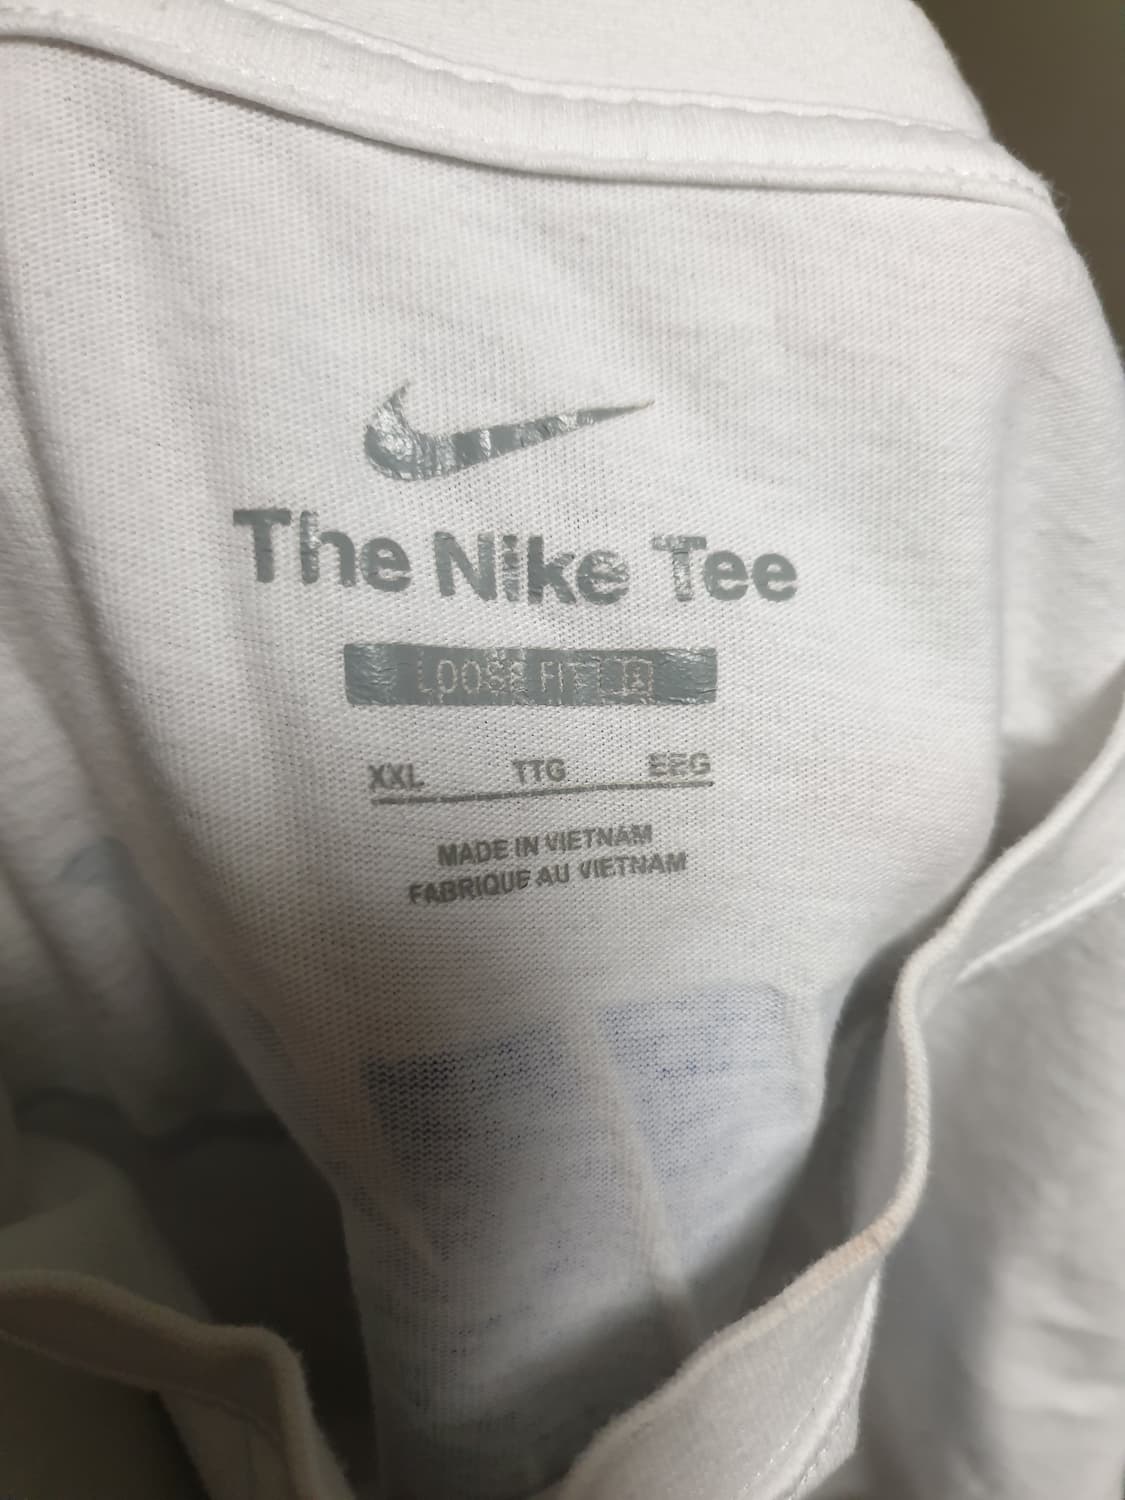 The Nike Tee
LOOSE FIT
XXL TTG EEG
MADE IN VIETNAM
FABRIQUE AU VIETNAM